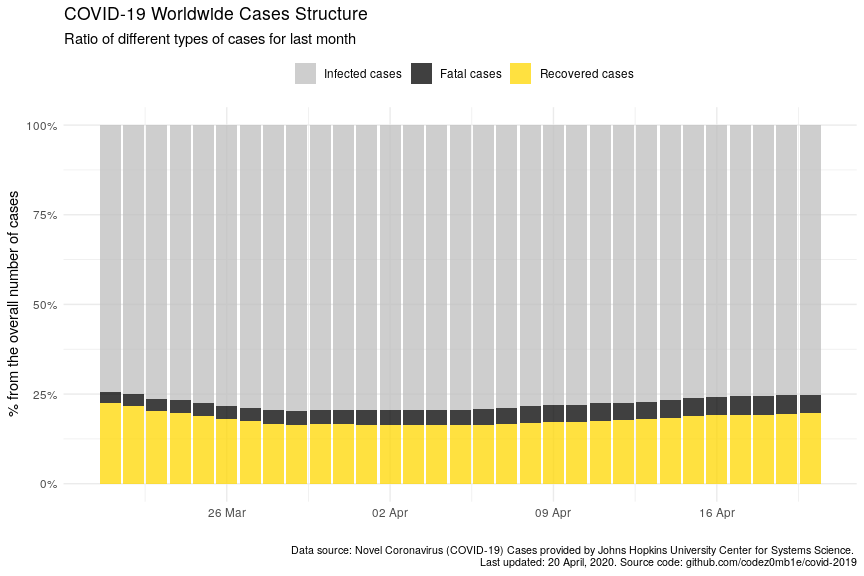 COVID-19 Worldwide Cases Structure
Ratio of different types of cases for last month
Infected cases Fatal cases Recovered cases
% from the overall number of cases
100%
75%
50%
25%
0%
26 Mar 02 Apr 09 Apr 16 Apr
Data source: Novel Coronavirus (COVID-19) Cases provided by Johns Hopkins University Center for Systems Science.
Last updated: 20 April, 2020. Source code: github.com/codez0mb1e/covid-2019